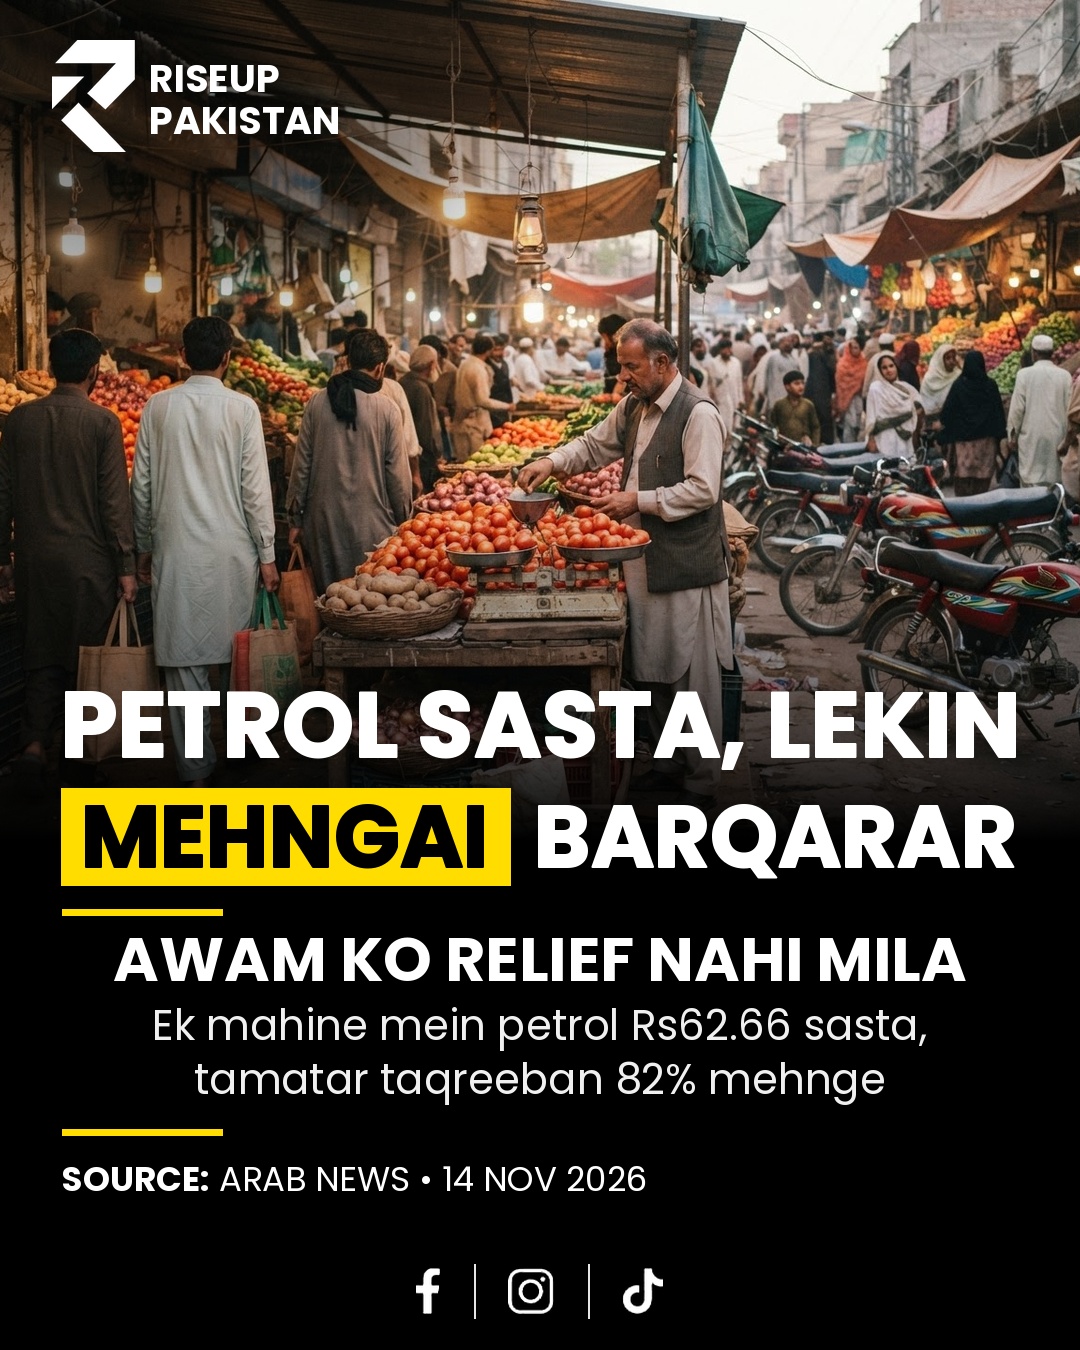 RISEUP
PAKISTAN
PETROL SASTA, LEKIN
MEHNGAI BARQARAR
AWAM KO RELIEF NAHI MILA
Ek mahine mein petrol Rs62.66 sasta,
tamatar taqreeban 82% mehnge
SOURCE: ARAB NEWS • 14 NOV 2026